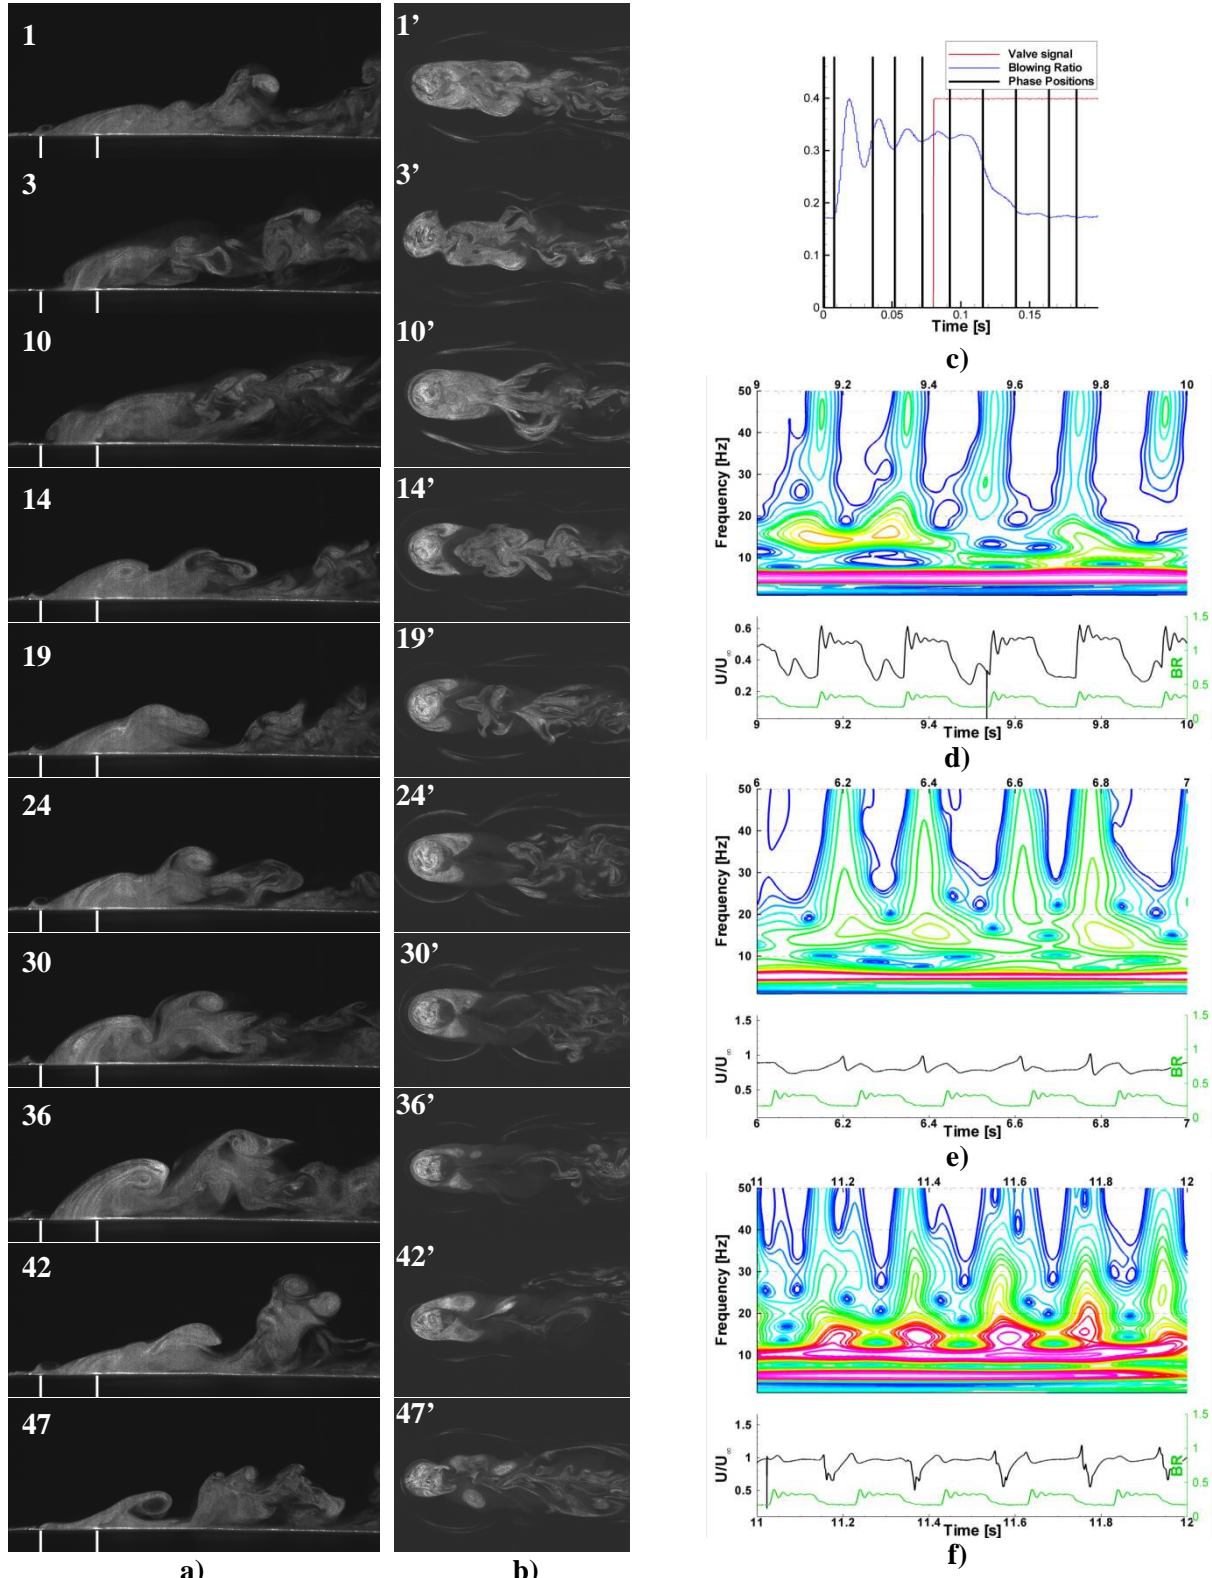 1
3
10
14
19
24
30
36
42
47
a)
1’
3’
10’
14’
19’
24’
30’
36’
42’
47’
b)
Valve signal
Blowing Ratio
Phase Positions
0.4
0.3
0.2
0.1
0
0 0.05 0.1 0.15
Time [s]
c)
9 9.2 9.4 9.6 9.8 10
50
40
30
20
10
Frequency [Hz]
0.6
0.4
0.2
U/U∞
1.5
1
0.5
0
BR
9 9.2 9.4 9.6 9.8 10
Time [s]
d)
6 6.2 6.4 6.6 6.8 7
50
40
30
20
10
Frequency [Hz]
1.5
1
0.5
U/U∞
1.5
1
0.5
0
BR
6 6.2 6.4 6.6 6.8 7
Time [s]
e)
11 11.2 11.4 11.6 11.8 12
50
40
30
20
10
Frequency [Hz]
1.5
1
0.5
U/U∞
1.5
1
0.5
0
BR
11 11.2 11.4 11.6 11.8 12
Time [s]
f)